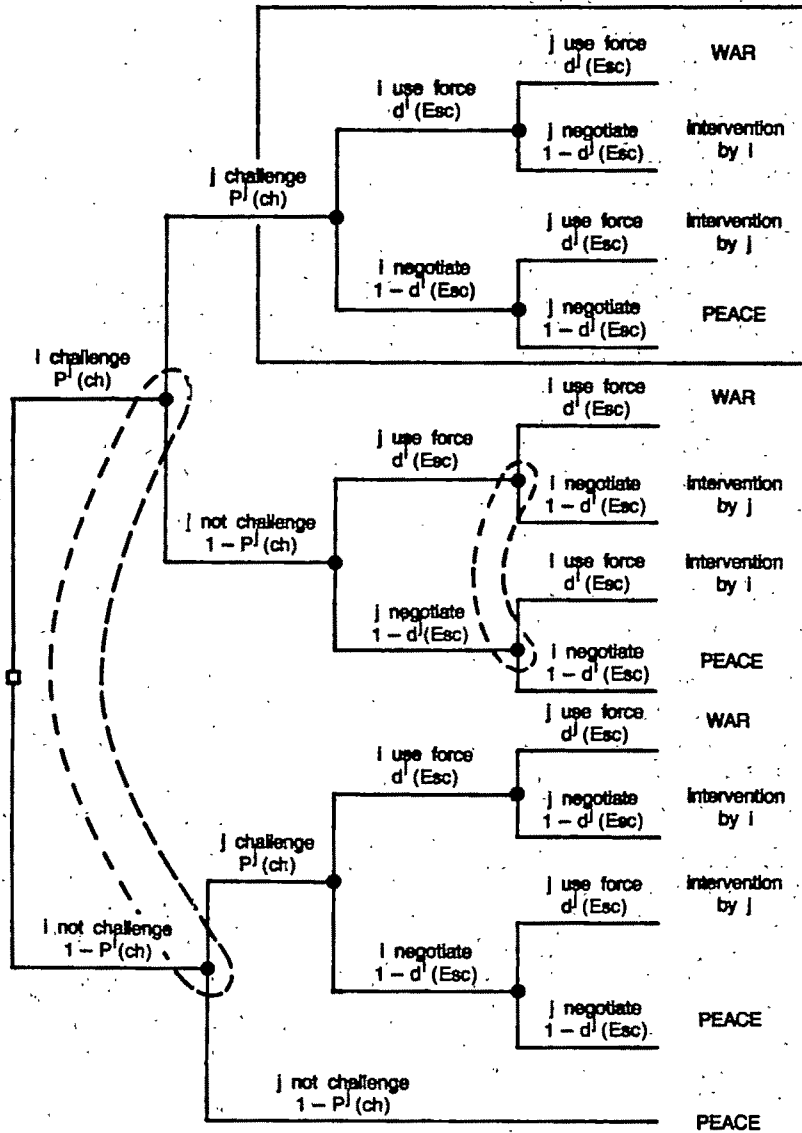 j use force
d^j (Esc)
WAR
i use force
d^i (Esc)
j negotiate
1 – d^j (Esc)
intervention
by i
j challenge
P^j (ch)
j use force
d^j (Esc)
intervention
by j
i negotiate
1 – d^i (Esc)
j negotiate
1 – d^j (Esc)
PEACE
i challenge
P^i (ch)
i use force
d^i (Esc)
WAR
j use force
d^j (Esc)
i negotiate
1 – d^i (Esc)
intervention
by j
j not challenge
1 – P^j (ch)
i use force
d^i (Esc)
intervention
by i
j negotiate
1 – d^j (Esc)
i negotiate
1 – d^i (Esc)
PEACE
j use force
d^j (Esc)
WAR
i use force
d^i (Esc)
j negotiate
1 – d^j (Esc)
intervention
by i
j challenge
P^j (ch)
j use force
d^j (Esc)
intervention
by j
i not challenge
1 – P^i (ch)
i negotiate
1 – d^i (Esc)
j negotiate
1 – d^j (Esc)
PEACE
j not challenge
1 – P^j (ch)
PEACE